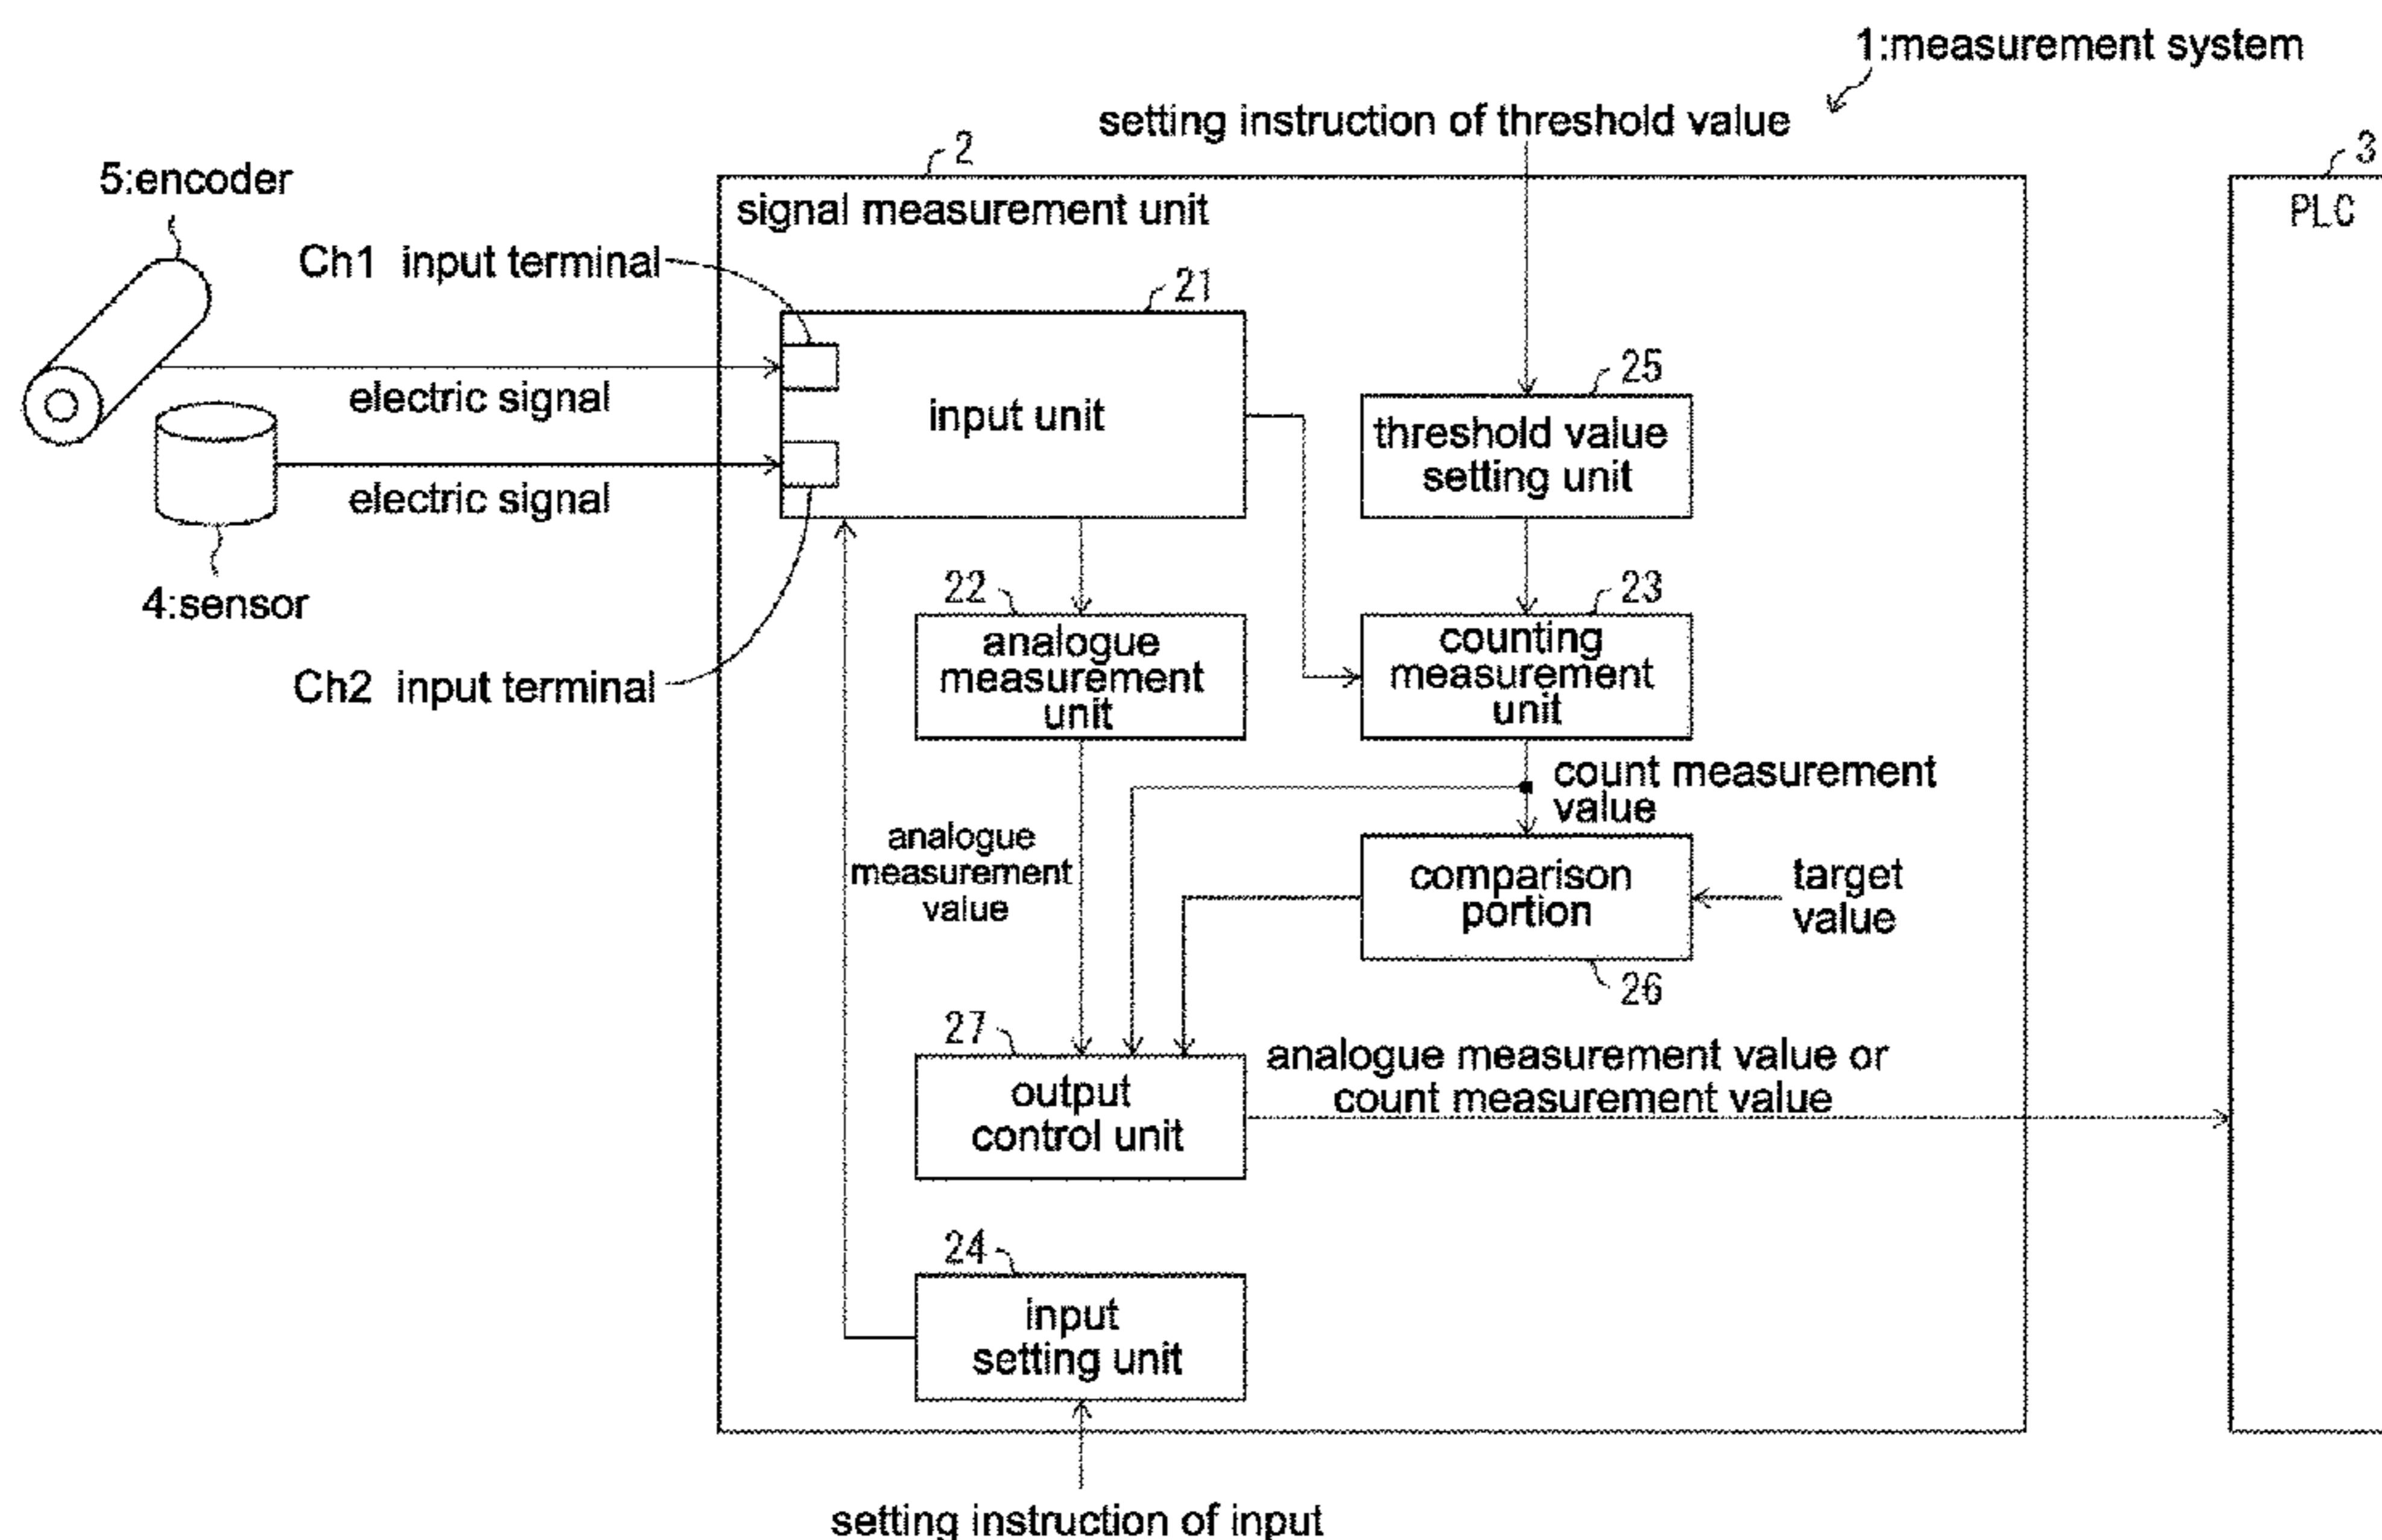 1:measurement system
setting instruction of threshold value
2
3
5:encoder
signal measurement unit
PLC
Ch1 input terminal
21
25
electric signal
input unit
threshold value
setting unit
electric signal
4:sensor
22
23
analogue
measurement
unit
counting
measurement
unit
Ch2 input terminal
count measurement
value
analogue
measurement
value
comparison
portion
target
value
26
27
output
control unit
analogue measurement value or
count measurement value
24
input
setting unit
setting instruction of input